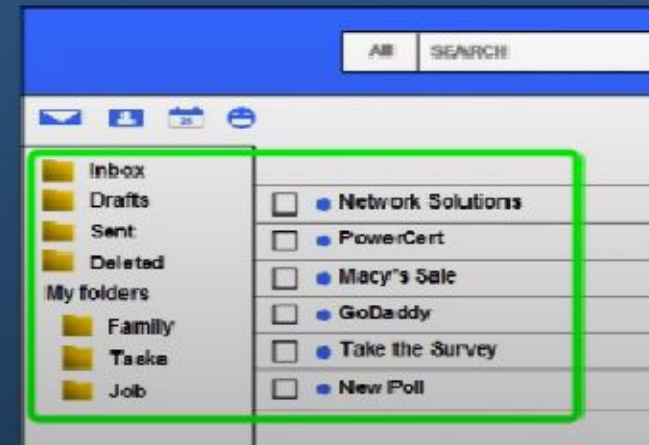 All SEARCH
25
Inbox
Drafts
Sent
Deleted
My folders
Family
Tasks
Job
Network Solutions
PowerCert
Macy's Sale
GoDaddy
Take the Survey
New Poll